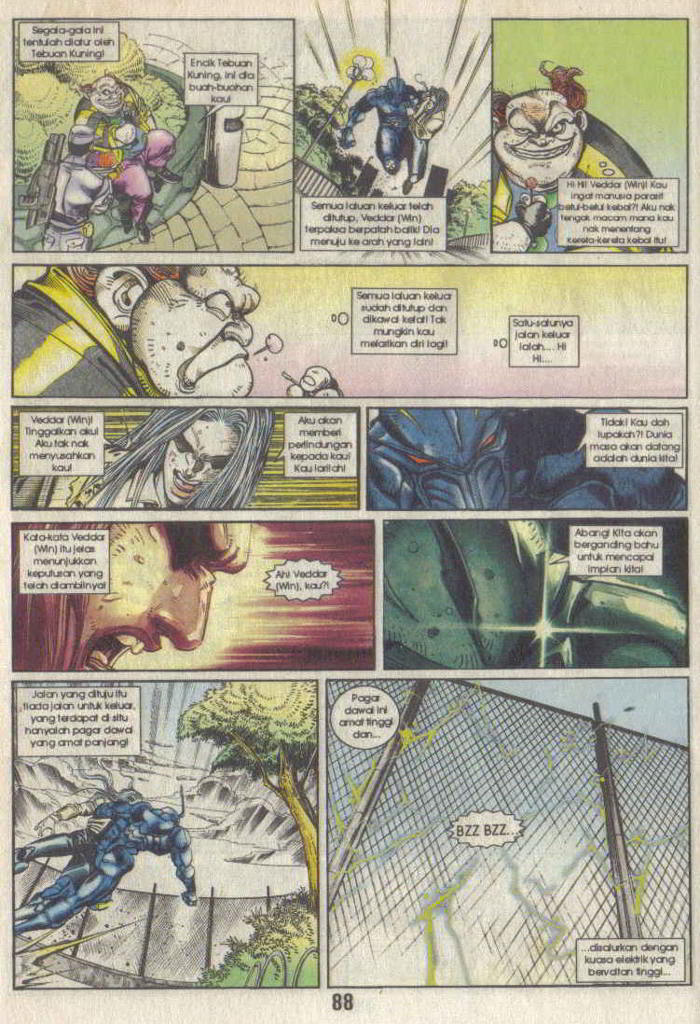 Segala-gala ini
tentulah diatur oleh
Tebuan Kuning!
Encik Tebuan
Kuning, ini dia
buah-buahan
kau!
Semua laluan keluar telah
ditutup, Veddar (Win)
terpaksa berpatah balik! Dia
menuju ke arah yang lain!
Hi Hi! Veddar (Win)! Kau
ingat manusia parasit
betul-betul kebal?! Aku nak
tengok macam mana kau
nak menentang
kereta-kereta kebal itu!
Semua laluan keluar
sudah ditutup dan
dikawal ketat! Tak
mungkin kau
melarikan diri lagi!
Satu-satunya
jalan keluar
ialah.... Hi
Hi....
Veddar (Win)!
Tinggalkan aku!
Aku tak nak
menyusahkan
kau!
Aku akan
memberi
perlindungan
kepada kau!
Kau larilah!
Tidak! Kau dah
lupakah?! Dunia
masa akan datang
adalah dunia kita!
Kata-kata Veddar
(Win) itu jelas
menunjukkan
keputusan yang
telah diambilnya!
Ah! Veddar
(Win), kau?!
Abang! Kita akan
berganding bahu
untuk mencapai
impian kita!
Jalan yang dituju itu
tiada jalan untuk keluar,
yang terdapat di situ
hanyalah pagar dawai
yang amat panjang!
Pagar
dawai ini
amat tinggi
dan...
BZZ BZZ...
...disalurkan dengan
kuasa elektrik yang
bervoltan tinggi...
88